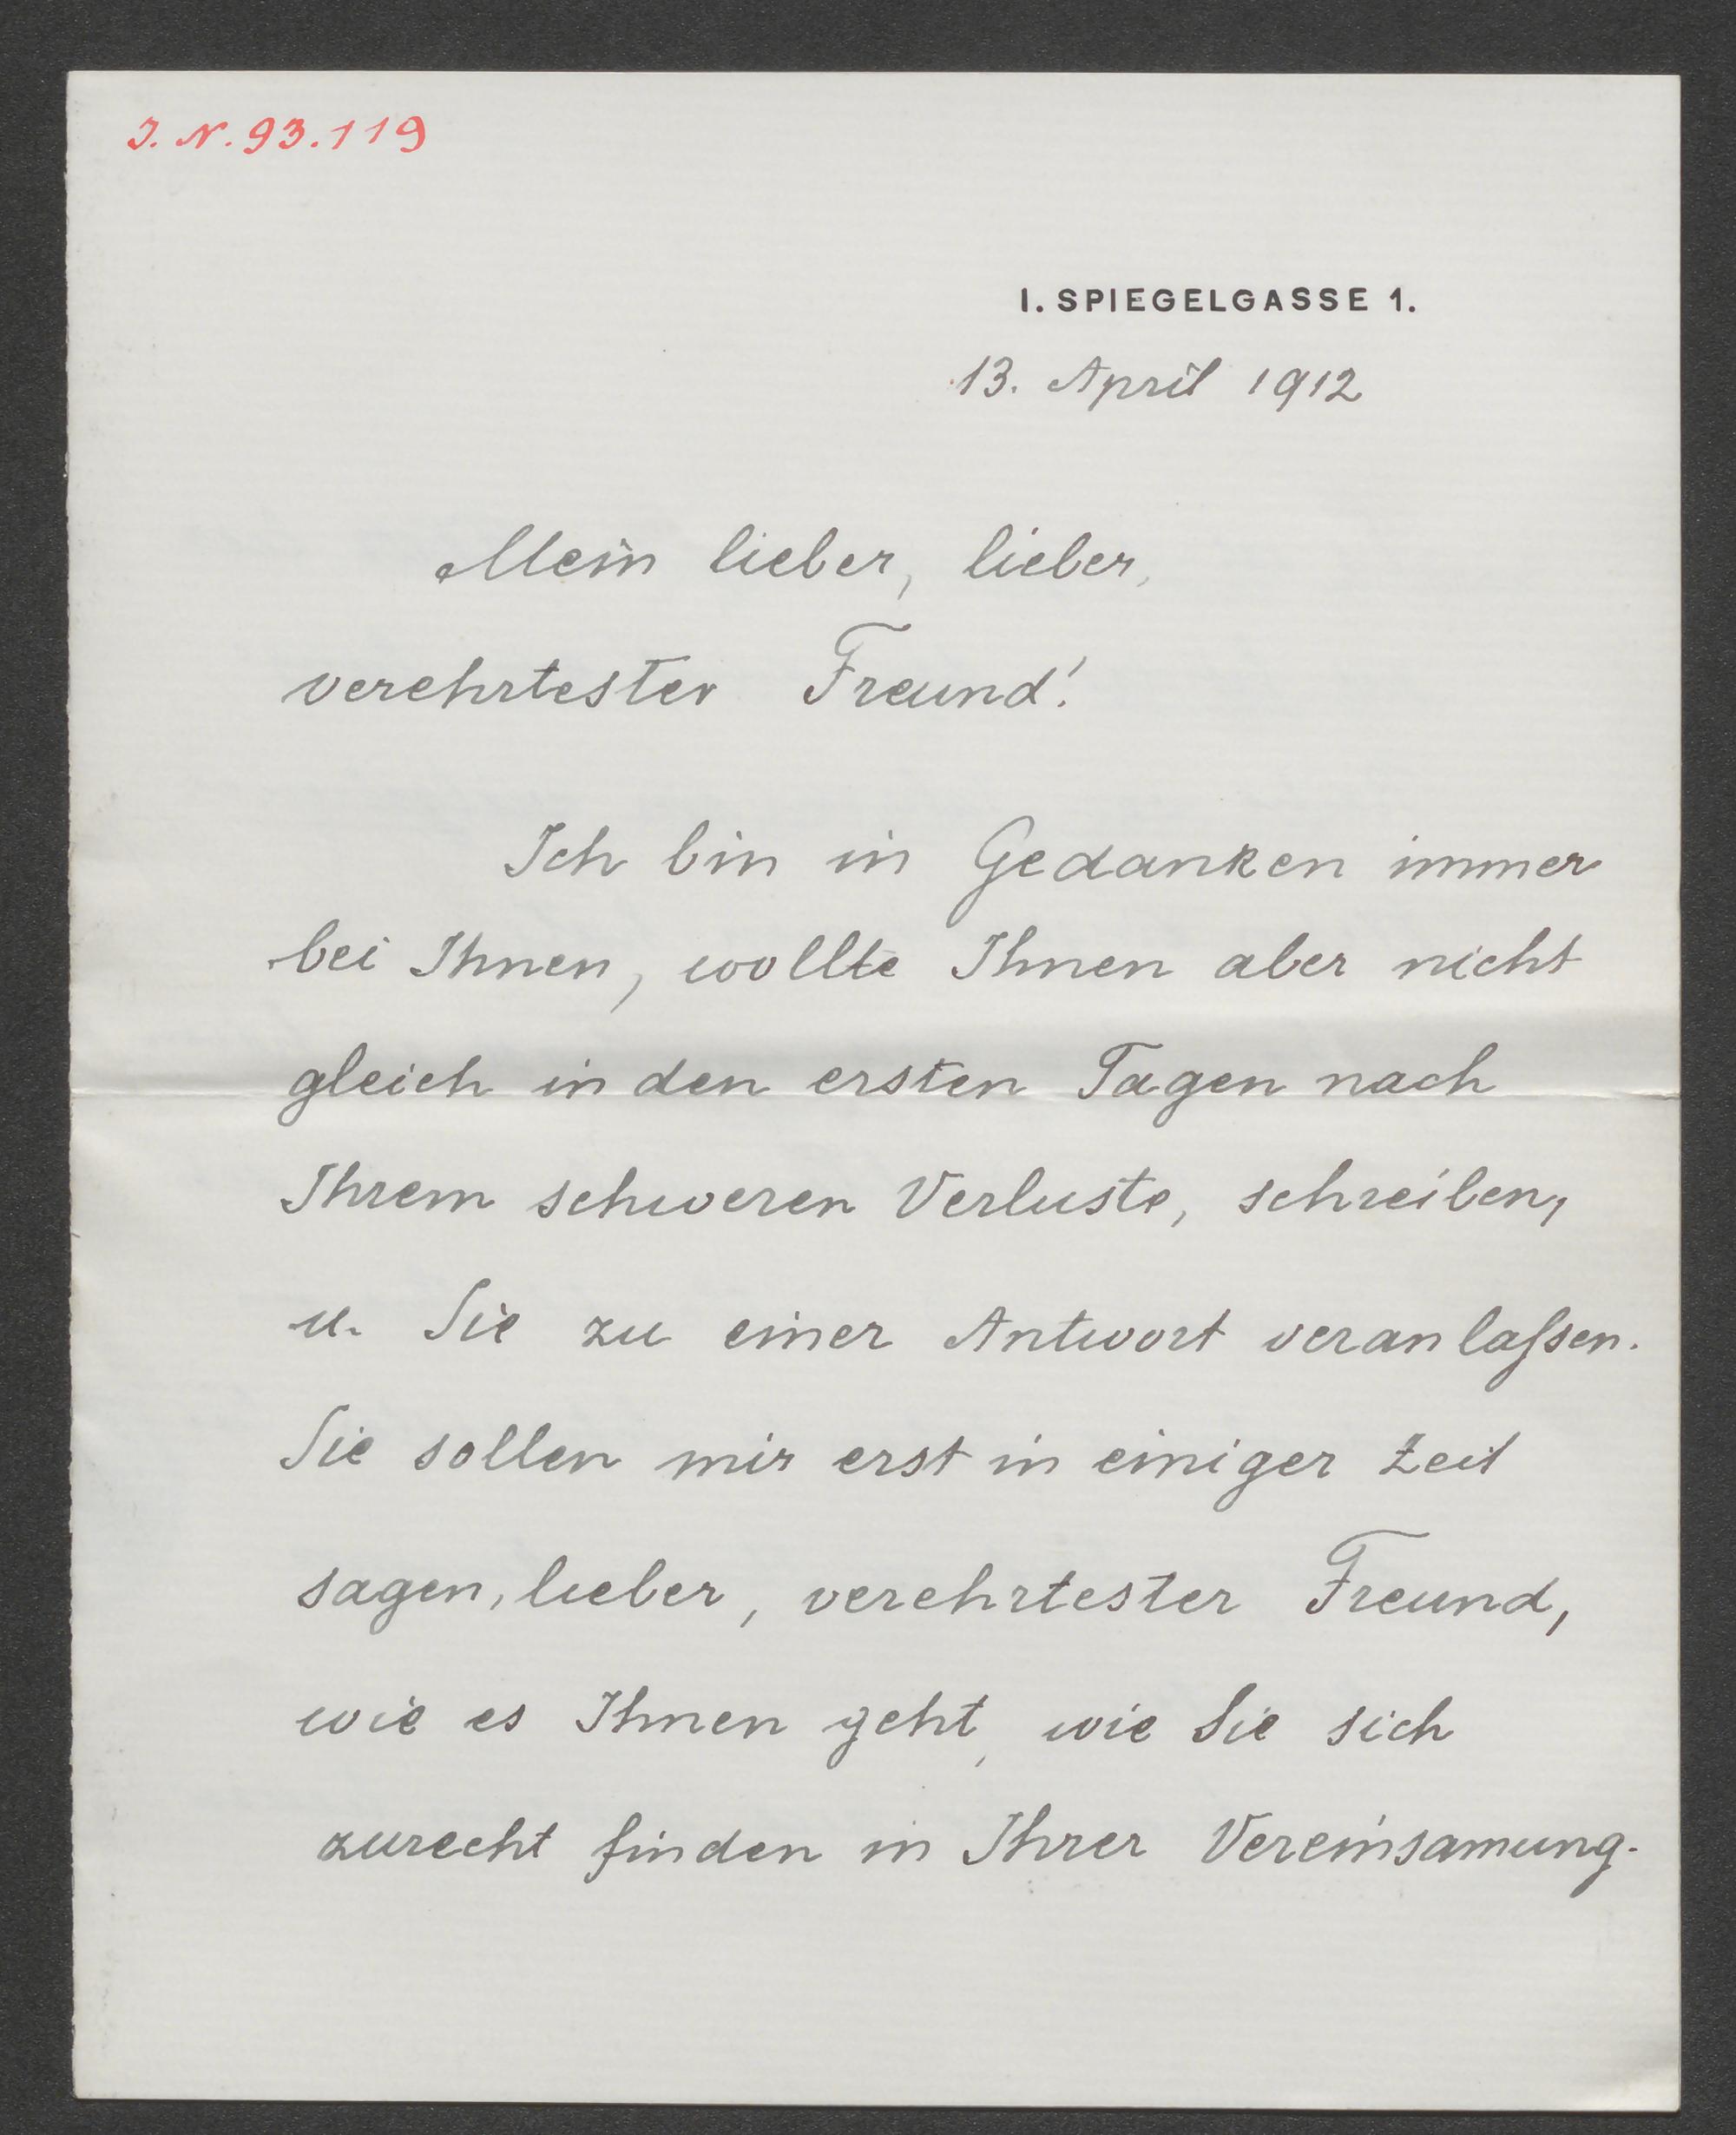 J. N. 93.119
I. SPIEGELGASSE 1.
13. April 1912
Mein lieber, lieber,
verehrtester Freund!
Ich bin in Gedanken immer
bei Ihnen, wollte Ihnen aber nicht
gleich in den ersten Tagen nach
Ihrem schweren Verluste, schreiben,
u. Sie zu einer Antwort veranlaſsen.
Sie sollen mir erst in einiger Zeit
sagen, lieber, verehrtester Freund,
wie es Ihnen geht, wie Sie sich
zurecht finden in Ihrer Vereinsamung.